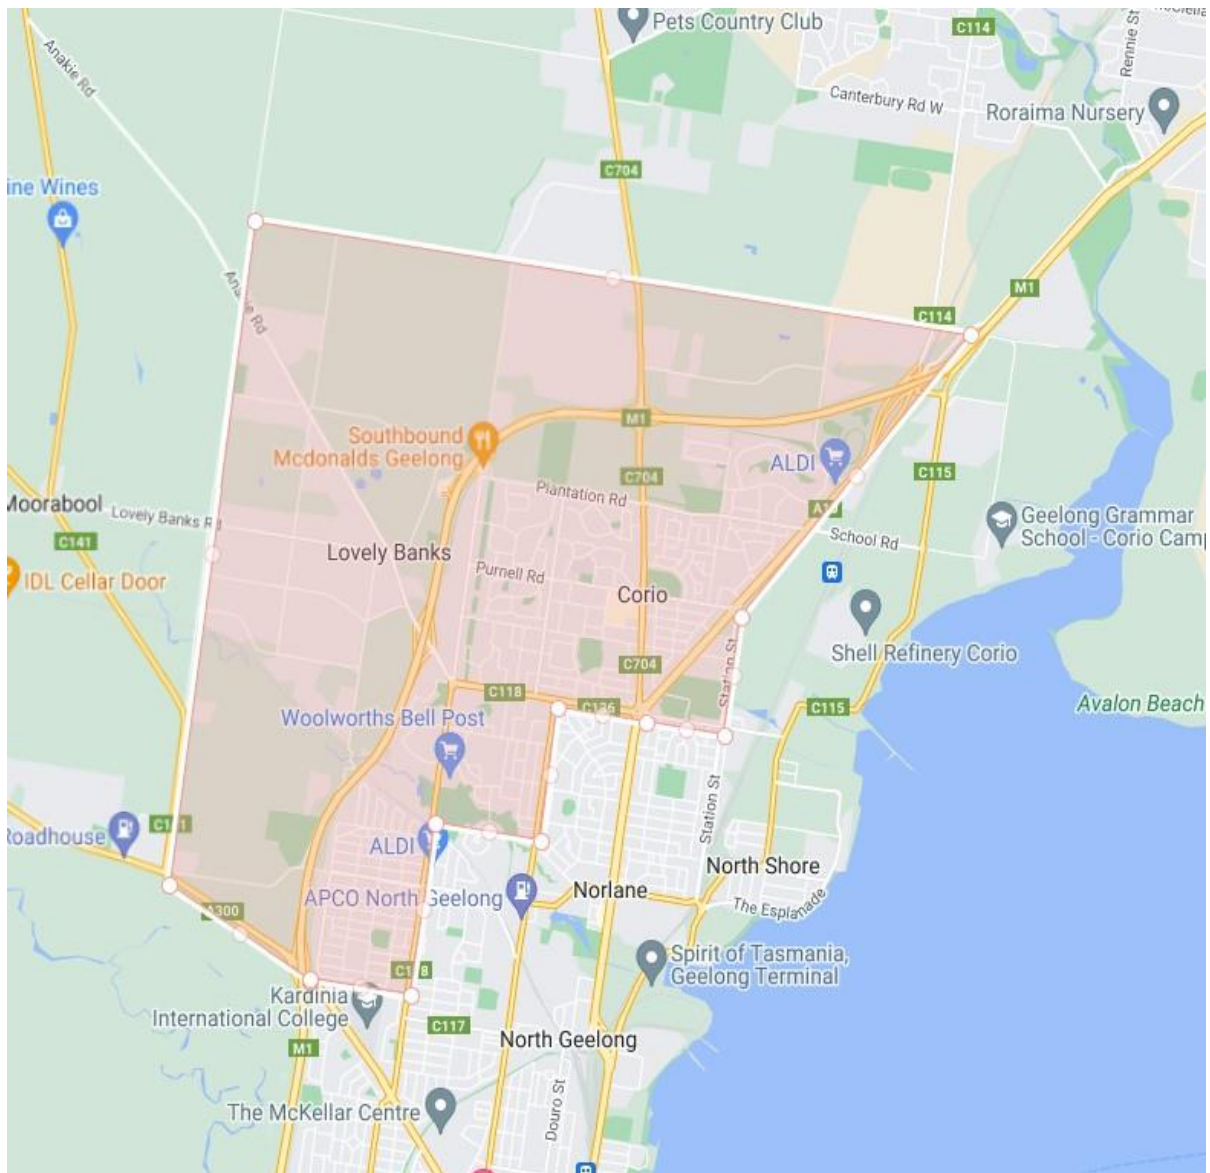 Pets Country Club
C114
C114
Rennie St
Anakie Rd
Canterbury Rd W
Roraima Nursery
C704
ine Wines
Anakie Rd
M1
C114
M1
Southbound
Mcdonalds Geelong
ALDI
C704
C115
Plantation Rd
Moorabool
Lovely Banks Rd
C141
School Rd
Geelong Grammar
School - Corio Camp
Lovely Banks
IDL Cellar Door
Purnell Rd
Corio
Shell Refinery Corio
C704
Station St
C118
C136
C115
Avalon Beach
Woolworths Bell Post
Station St
Roadhouse
ALDI
North Shore
APCO North Geelong
Norlane
The Esplanade
A300
Spirit of Tasmania,
Geelong Terminal
C118
Kardinia
International College
C117
North Geelong
M1
Douro St
The McKellar Centre